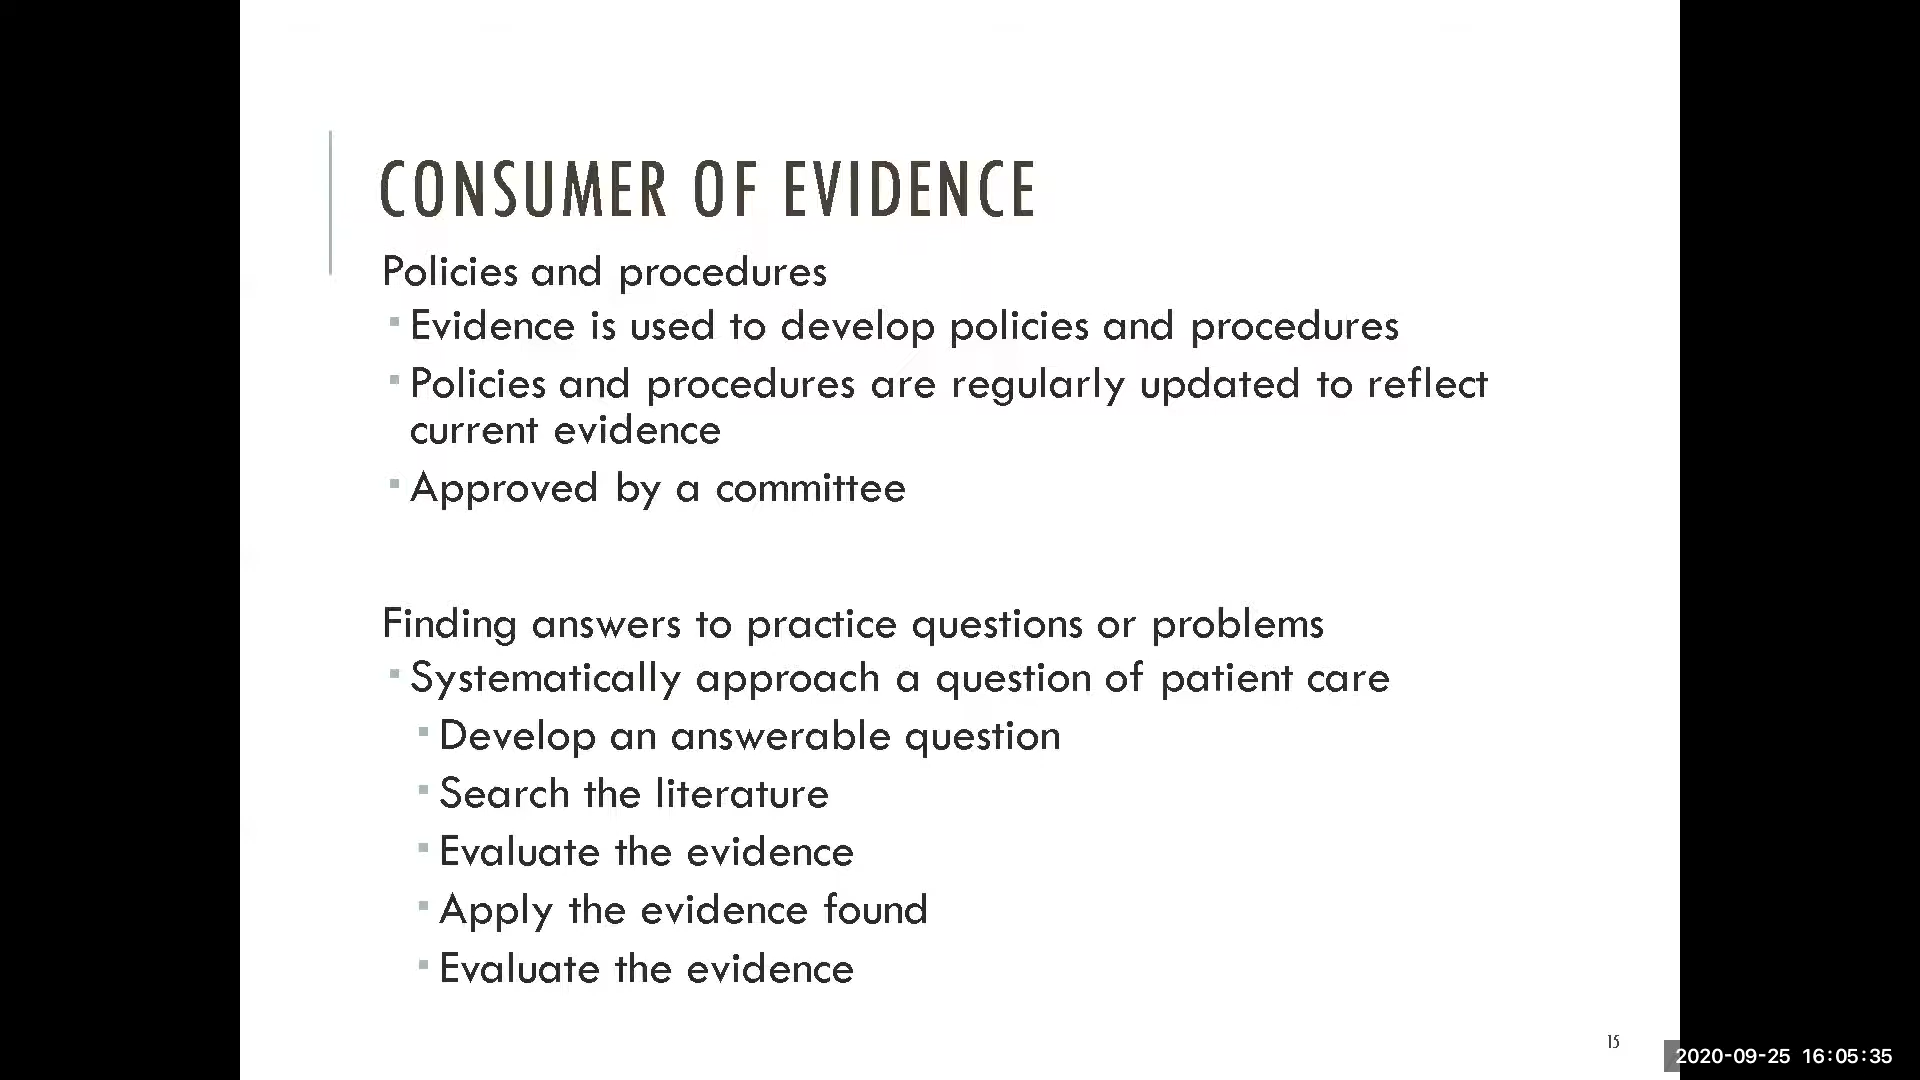 CONSUMER OF EVIDENCE
Policies and procedures
▪ Evidence is used to develop policies and procedures
▪ Policies and procedures are regularly updated to reflect
current evidence
▪ Approved by a committee
Finding answers to practice questions or problems
▪ Systematically approach a question of patient care
▪ Develop an answerable question
▪ Search the literature
▪ Evaluate the evidence
▪ Apply the evidence found
▪ Evaluate the evidence
15
2020-09-25 16:05:35